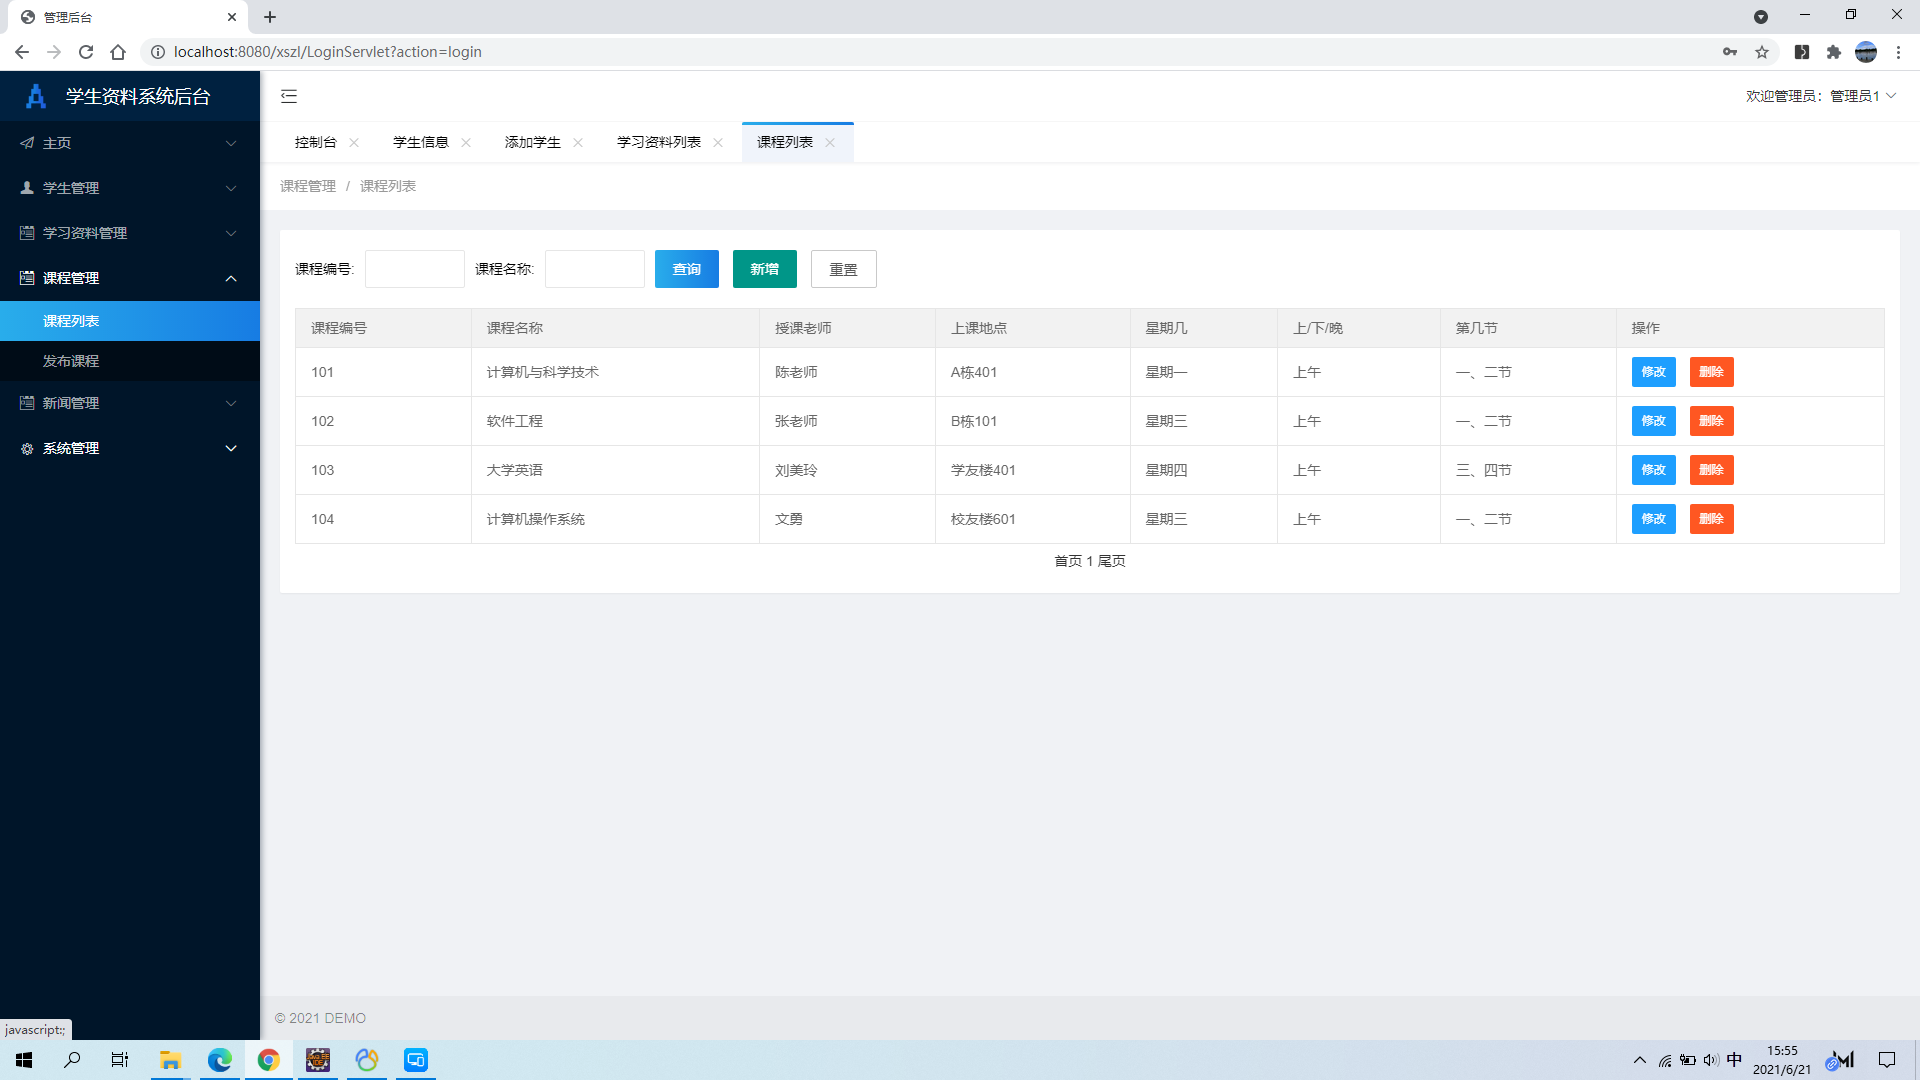 管理后台
localhost:8080/xszl/LoginServlet?action=login
学生资料系统后台
欢迎管理员：管理员1
主页
学生管理
学习资料管理
课程管理
课程列表
发布课程
新闻管理
系统管理
控制台 学生信息 添加学生 学习资料列表 课程列表
课程管理 / 课程列表
课程编号: 课程名称: 查询 新增 重置
课程编号 课程名称 授课老师 上课地点 星期几 上/下/晚 第几节 操作
101 计算机与科学技术 陈老师 A栋401 星期一 上午 一、二节 修改 删除
102 软件工程 张老师 B栋101 星期三 上午 一、二节 修改 删除
103 大学英语 刘美玲 学友楼401 星期四 上午 三、四节 修改 删除
104 计算机操作系统 文勇 校友楼601 星期三 上午 一、二节 修改 删除
首页 1 尾页
© 2021 DEMO
javascript:;
中
15:55
2021/6/21